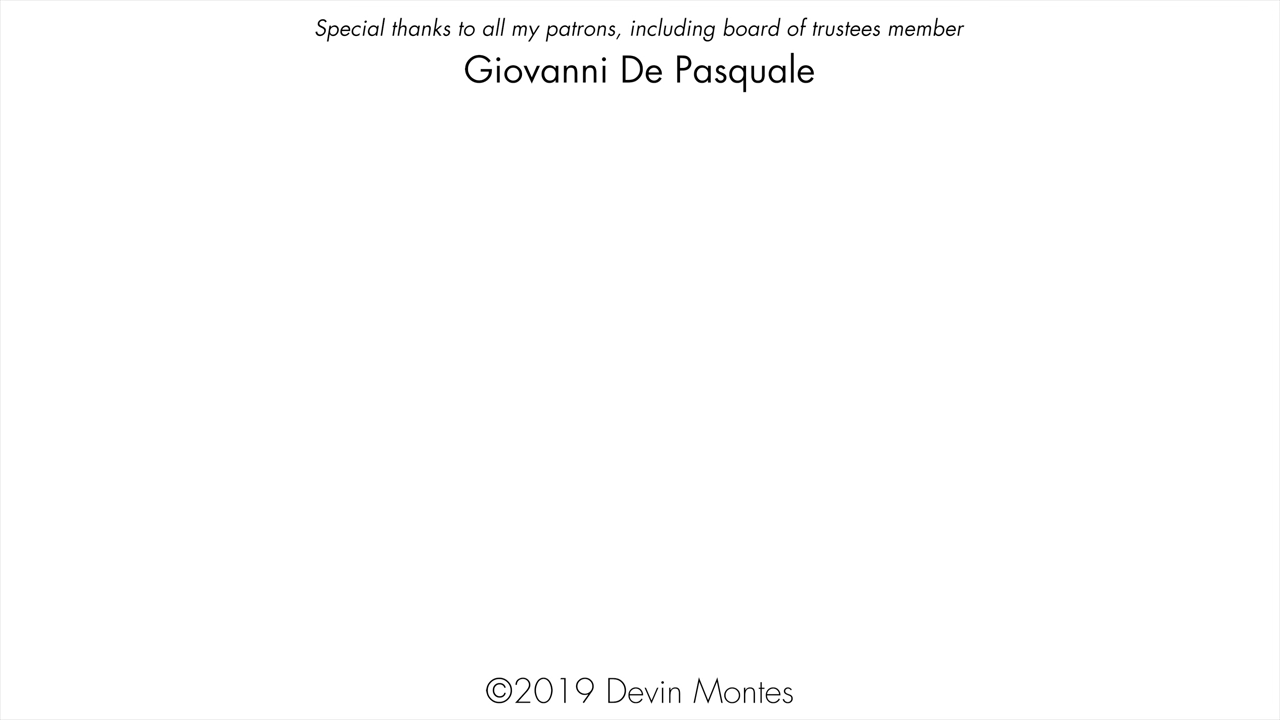 Special thanks to all my patrons, including board of trustees member
Giovanni De Pasquale
©2019 Devin Montes